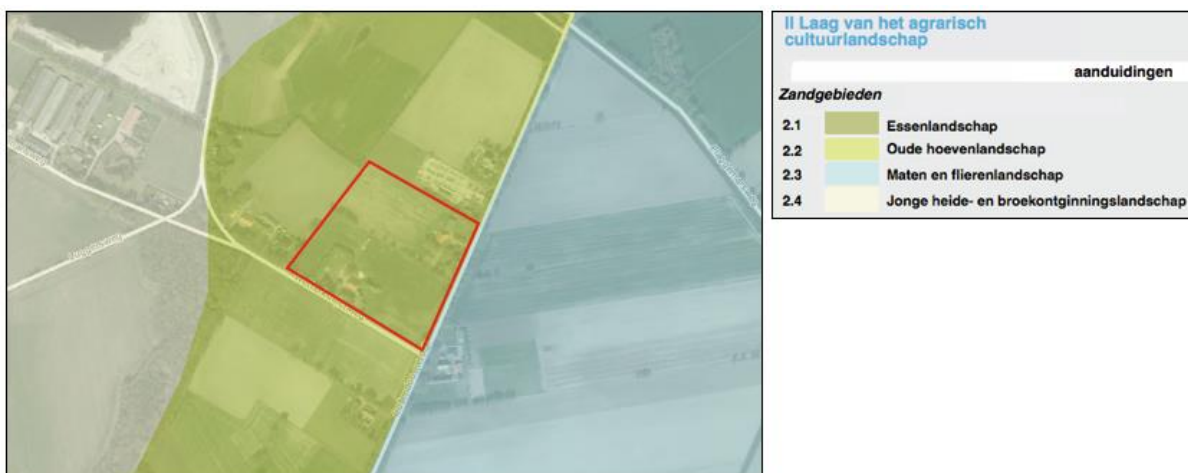 II Laag van het agrarisch
cultuurlandschap
aanduidingen
Zandgebieden
2.1 Essenlandschap
2.2 Oude hoevenlandschap
2.3 Maten en flierenlandschap
2.4 Jonge heide- en broekontginningslandschap